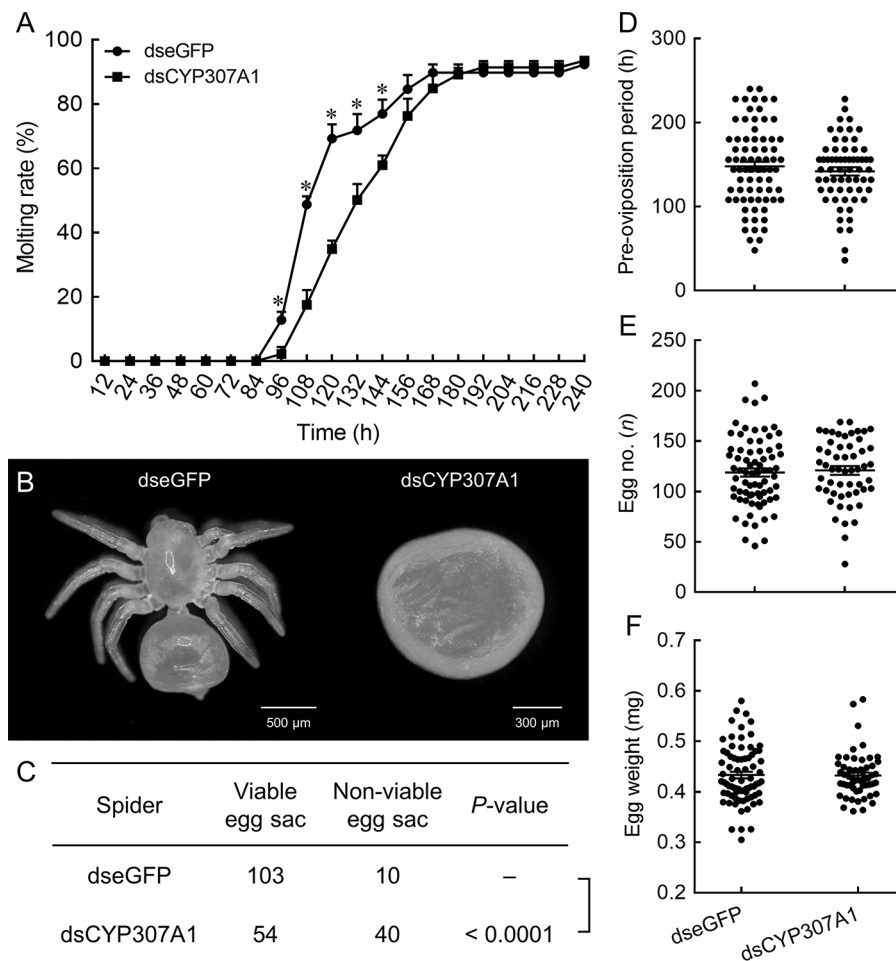 A
100
80
60
40
20
0
Molting rate (%)
dseGFP
dsCYP307A1
*
*
*
*
*
12 24 36 48 60 72 84 96 108 120 132 144 156 168 180 192 204 216 228 240
Time (h)
B
dseGFP dsCYP307A1
500 μm 300 μm
C
Spider Viable egg sac Non-viable egg sac P-value
dseGFP 103 10 –
dsCYP307A1 54 40 < 0.0001
D
300
200
100
0
Pre-oviposition period (h)
E
250
200
150
100
50
0
Egg no. (n)
F
0.7
0.6
0.5
0.4
0.3
0.2
Egg weight (mg)
dseGFP dsCYP307A1